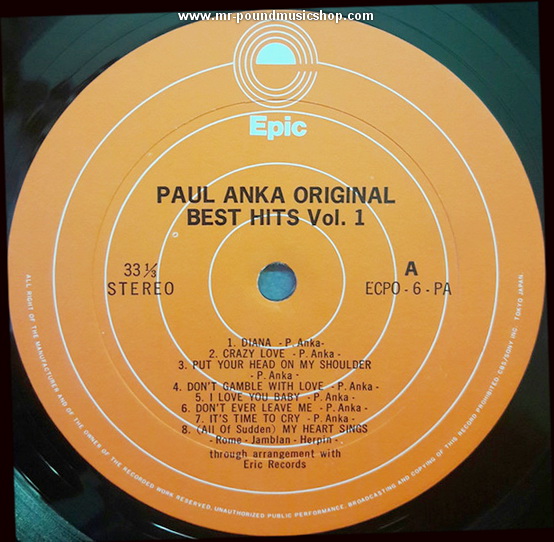 www.mr-poundmusicshop.com
Epic
PAUL ANKA ORIGINAL
BEST HITS Vol. 1
33 1/3
STEREO
A
ECPO - 6 - PA
1. DIANA - P. Anka-
2. CRAZY LOVE - P. Anka -
3. PUT YOUR HEAD ON MY SHOULDER
- P. Anka -
4. DON'T GAMBLE WITH LOVE - P. Anka -
5. I LOVE YOU BABY - P. Anka -
6. DON'T EVER LEAVE ME - P. Anka -
7. IT'S TIME TO CRY - P. Anka -
8. (All Of Sudden) MY HEART SINGS
- Rome - Jamblan - Herpin -
through arrangement with
Eric Records
ALL RIGHT OF THE MANUFACTURER AND OF THE OWNER OF THE RECORDED WORK RESERVED. UNAUTHORIZED PUBLIC PERFORMANCE, BROADCASTING AND COPYING OF THIS RECORD PROHIBITED. CBS/SONY INC. TOKYO JAPAN.